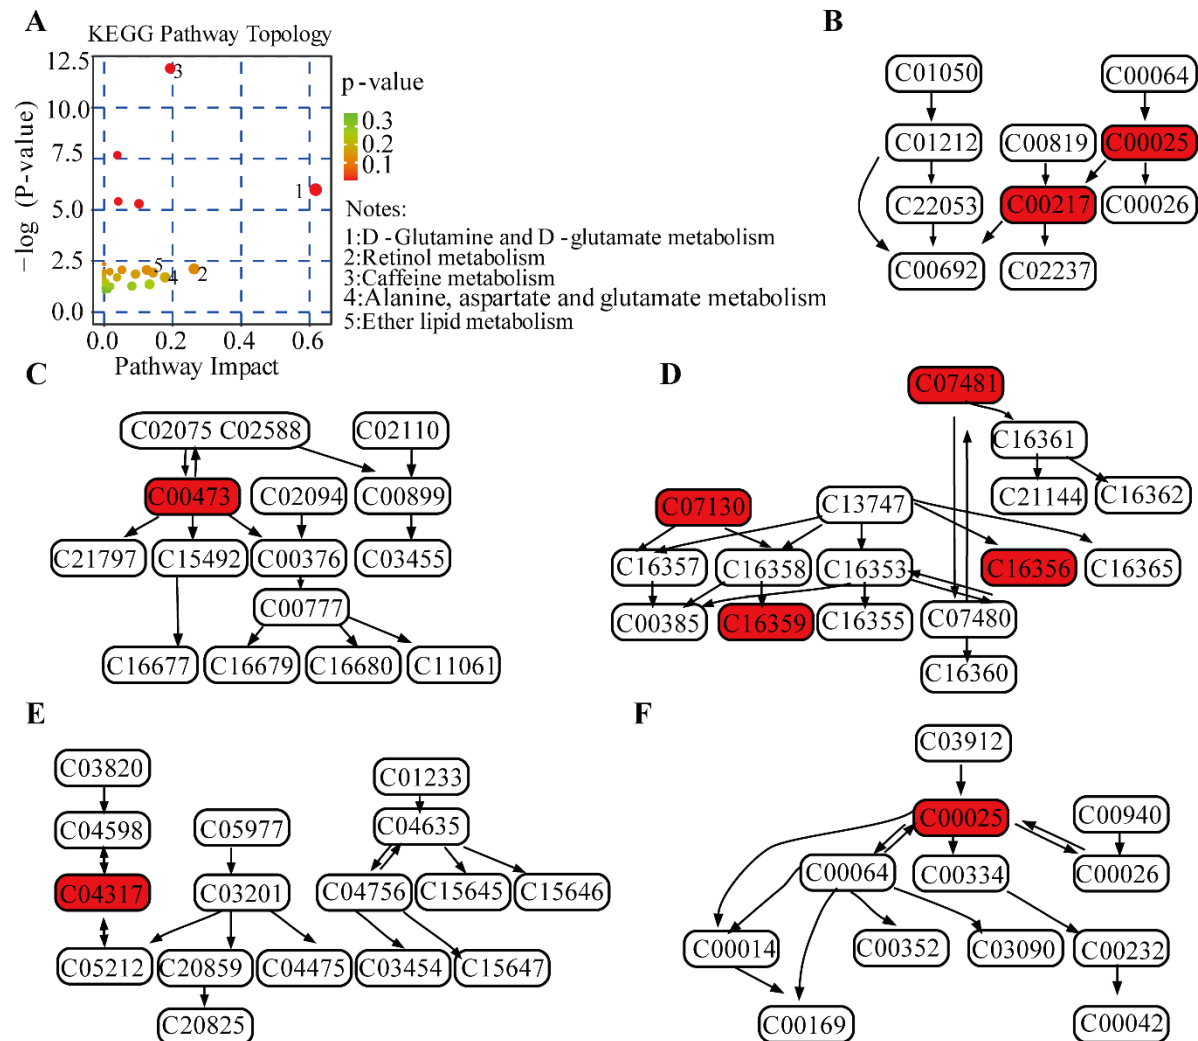 A
KEGG Pathway Topology
12.5
10.0
7.5
5.0
2.5
0.0
−log (P-value)
0.0 0.2 0.4 0.6
Pathway Impact
3
1
5
4
2
p-value
0.3
0.2
0.1
Notes:
1:D -Glutamine and D -glutamate metabolism
2:Retinol metabolism
3:Caffeine metabolism
4:Alanine, aspartate and glutamate metabolism
5:Ether lipid metabolism
B
C01050 C00064
C01212 C00819 C00025
C22053 C00217 C00026
C00692 C02237
C
C02075 C02588 C02110
C00473 C02094 C00899
C21797 C15492 C00376 C03455
C00777
C16677 C16679 C16680 C11061
D
C07481
C16361
C21144 C16362
C07130 C13747
C16357 C16358 C16353 C16356 C16365
C00385 C16359 C16355 C07480
C16360
E
C03820 C01233
C04598 C05977 C04635
C04317 C03201 C04756 C15645 C15646
C05212 C20859 C04475 C03454 C15647
C20825
F
C03912
C00025 C00940
C00064 C00334 C00026
C00014 C00352 C03090 C00232
C00169 C00042